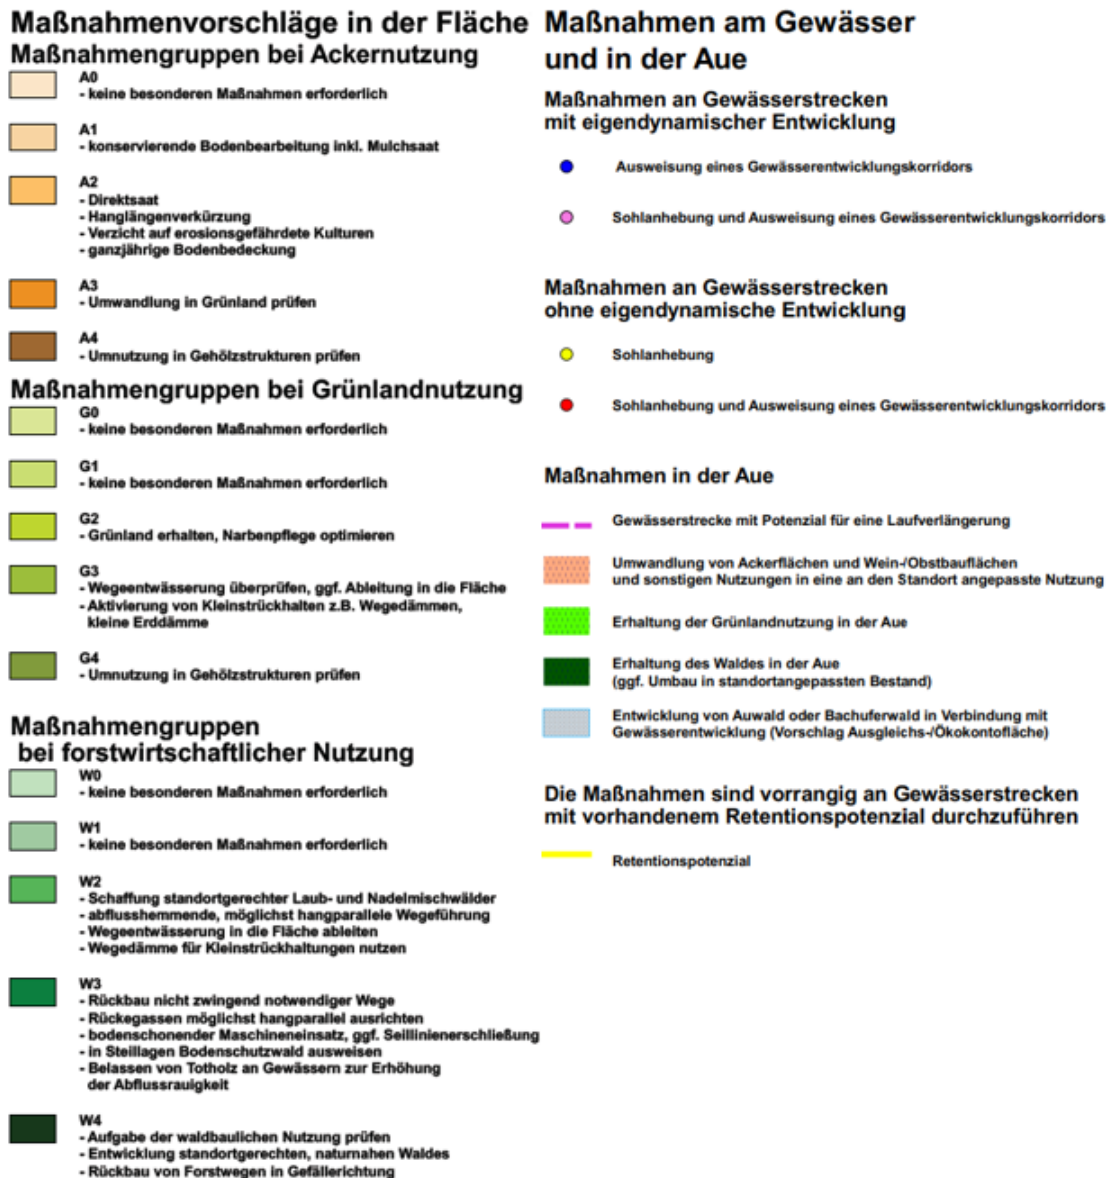 Maßnahmenvorschläge in der Fläche
Maßnahmengruppen bei Ackernutzung
A0
- keine besonderen Maßnahmen erforderlich
A1
- konservierende Bodenbearbeitung inkl. Mulchsaat
A2
- Direktsaat
- Hanglängenverkürzung
- Verzicht auf erosionsgefährdete Kulturen
- ganzjährige Bodenbedeckung
A3
- Umwandlung in Grünland prüfen
A4
- Umnutzung in Gehölzstrukturen prüfen
Maßnahmengruppen bei Grünlandnutzung
G0
- keine besonderen Maßnahmen erforderlich
G1
- keine besonderen Maßnahmen erforderlich
G2
- Grünland erhalten, Narbenpflege optimieren
G3
- Wegeentwässerung überprüfen, ggf. Ableitung in die Fläche
- Aktivierung von Kleinstrückhalten z.B. Wegedämmen,
kleine Erddämme
G4
- Umnutzung in Gehölzstrukturen prüfen
Maßnahmengruppen
bei forstwirtschaftlicher Nutzung
W0
- keine besonderen Maßnahmen erforderlich
W1
- keine besonderen Maßnahmen erforderlich
W2
- Schaffung standortgerechter Laub- und Nadelmischwälder
- abflusshemmende, möglichst hangparallele Wegeführung
- Wegeentwässerung in die Fläche ableiten
- Wegedämme für Kleinstrückhaltungen nutzen
W3
- Rückbau nicht zwingend notwendiger Wege
- Rückegassen möglichst hangparallel ausrichten
- bodenschonender Maschineneinsatz, ggf. Seillinienerschließung
- in Steillagen Bodenschutzwald ausweisen
- Belassen von Totholz an Gewässern zur Erhöhung
der Abflussrauigkeit
W4
- Aufgabe der waldbaulichen Nutzung prüfen
- Entwicklung standortgerechten, naturnahen Waldes
- Rückbau von Forstwegen in Gefällerichtung
Maßnahmen am Gewässer
und in der Aue
Maßnahmen an Gewässerstrecken
mit eigendynamischer Entwicklung
Ausweisung eines Gewässerentwicklungskorridors
Sohlanhebung und Ausweisung eines Gewässerentwicklungskorridors
Maßnahmen an Gewässerstrecken
ohne eigendynamische Entwicklung
Sohlanhebung
Sohlanhebung und Ausweisung eines Gewässerentwicklungskorridors
Maßnahmen in der Aue
Gewässerstrecke mit Potenzial für eine Laufverlängerung
Umwandlung von Ackerflächen und Wein-/Obstbauflächen
und sonstigen Nutzungen in eine an den Standort angepasste Nutzung
Erhaltung der Grünlandnutzung in der Aue
Erhaltung des Waldes in der Aue
(ggf. Umbau in standortangepassten Bestand)
Entwicklung von Auwald oder Bachuferwald in Verbindung mit
Gewässerentwicklung (Vorschlag Ausgleichs-/Ökokontofläche)
Die Maßnahmen sind vorrangig an Gewässerstrecken
mit vorhandenem Retentionspotenzial durchzuführen
Retentionspotenzial